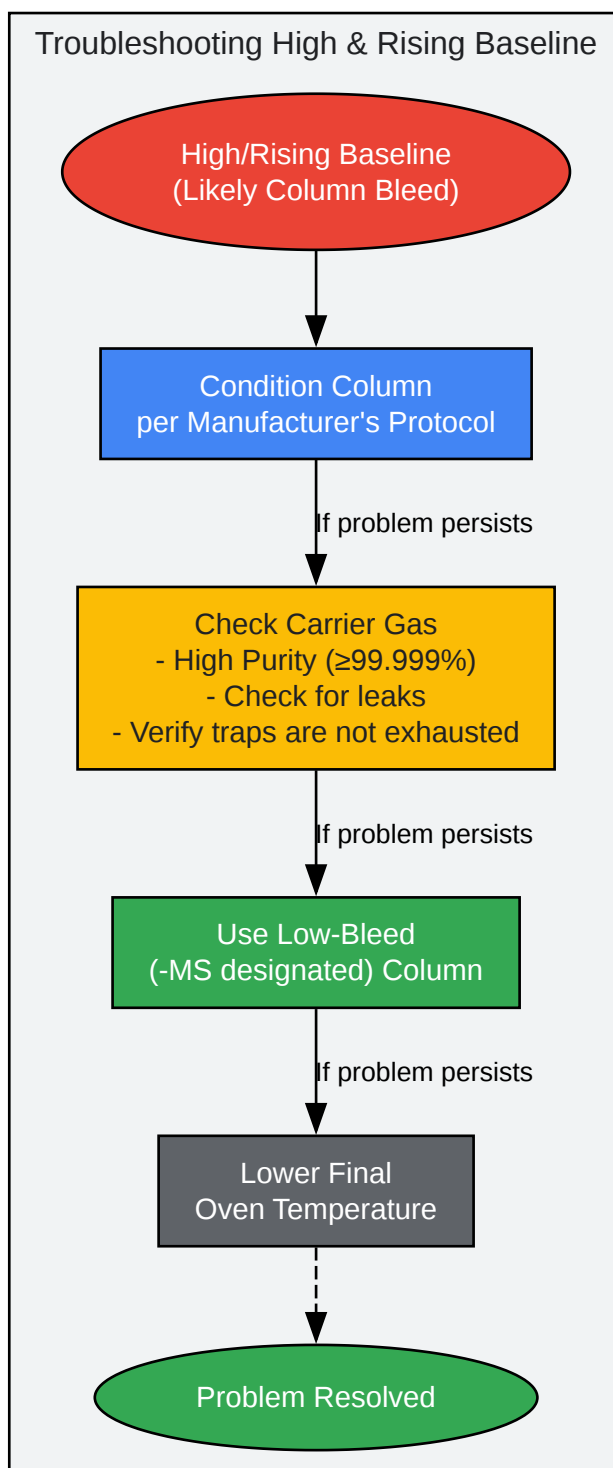 Troubleshooting High & Rising Baseline
High/Rising Baseline
(Likely Column Bleed)
Condition Column
per Manufacturer's Protocol
If problem persists
Check Carrier Gas
- High Purity (≥99.999%)
- Check for leaks
- Verify traps are not exhausted
If problem persists
Use Low-Bleed
(-MS designated) Column
If problem persists
Lower Final
Oven Temperature
Problem Resolved